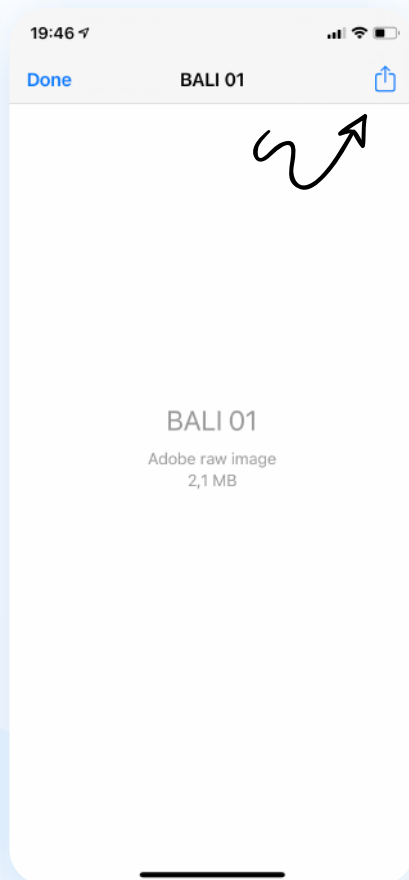 19:46
Done BALI 01
BALI 01
Adobe raw image
2,1 MB